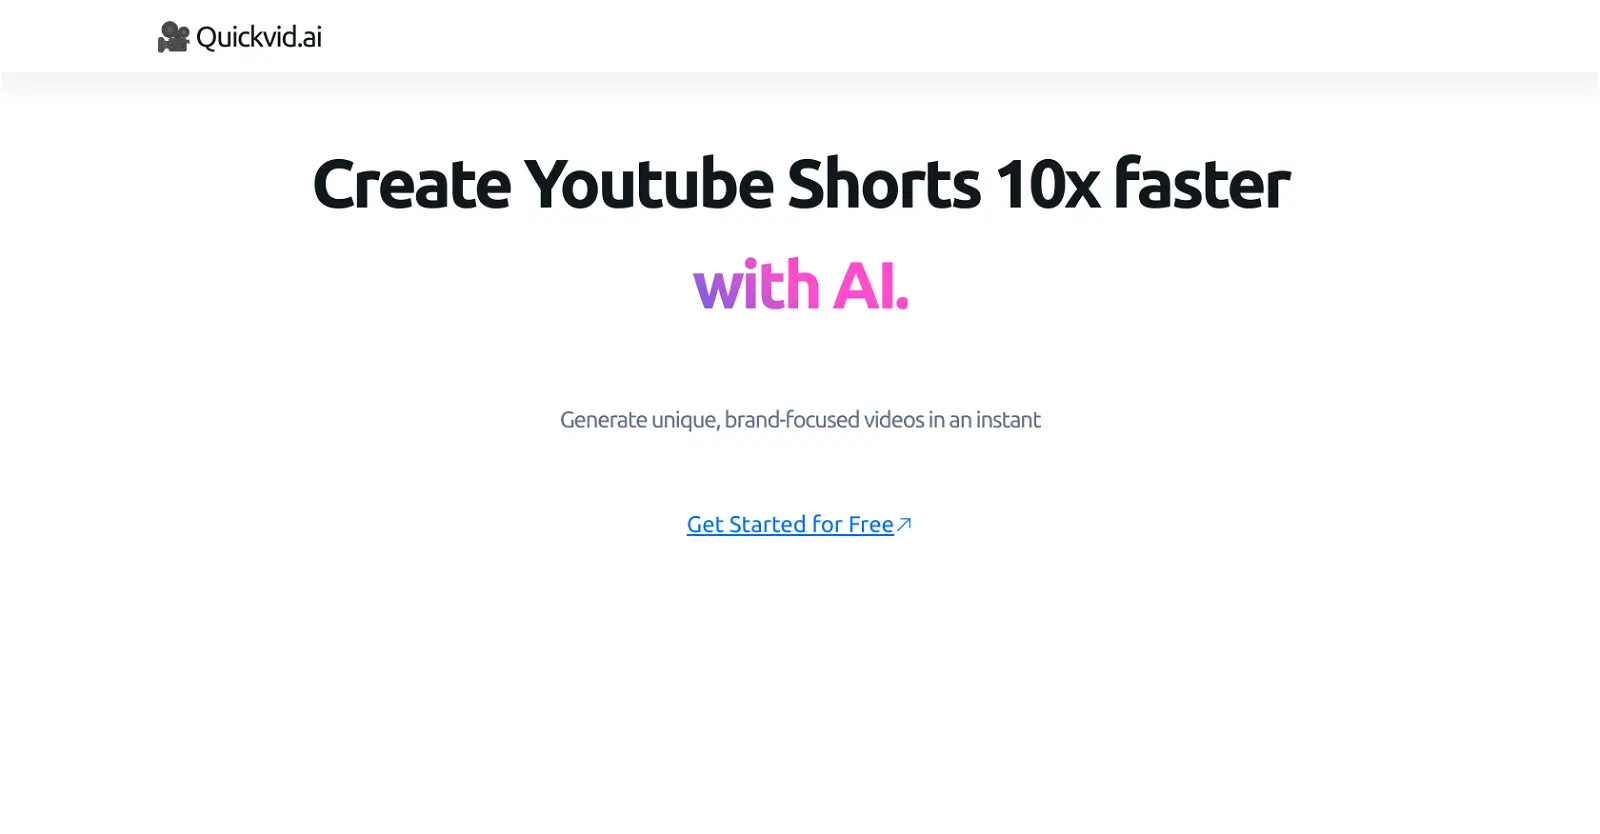 Quickvid.ai
Create Youtube Shorts 10x faster
with AI.
Generate unique, brand-focused videos in an instant
Get Started for Free